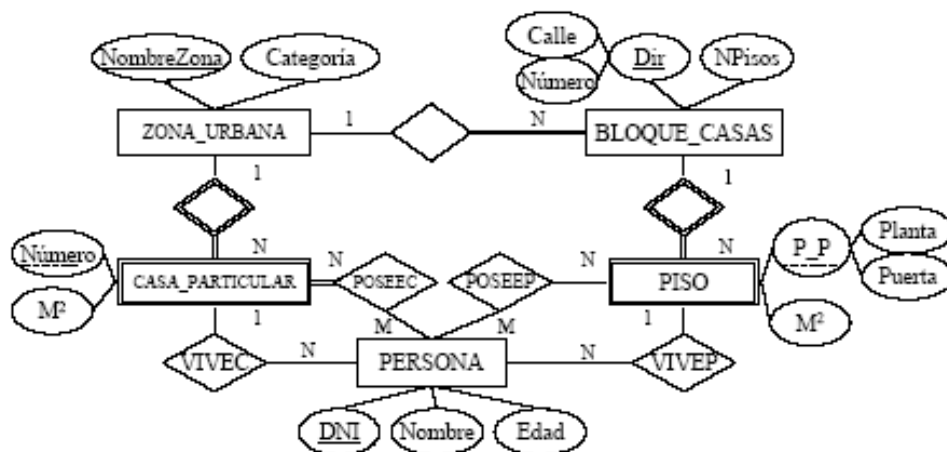 Calle
NombreZona Categoría Dir NPisos
Número
ZONA_URBANA 1 N BLOQUE_CASAS
1 1
Número N N P_P Planta
CASA_PARTICULAR N POSEEC POSEEP N PISO
Puerta
M² M²
1 M M 1
VIVEC N PERSONA N VIVEP
DNI Nombre Edad